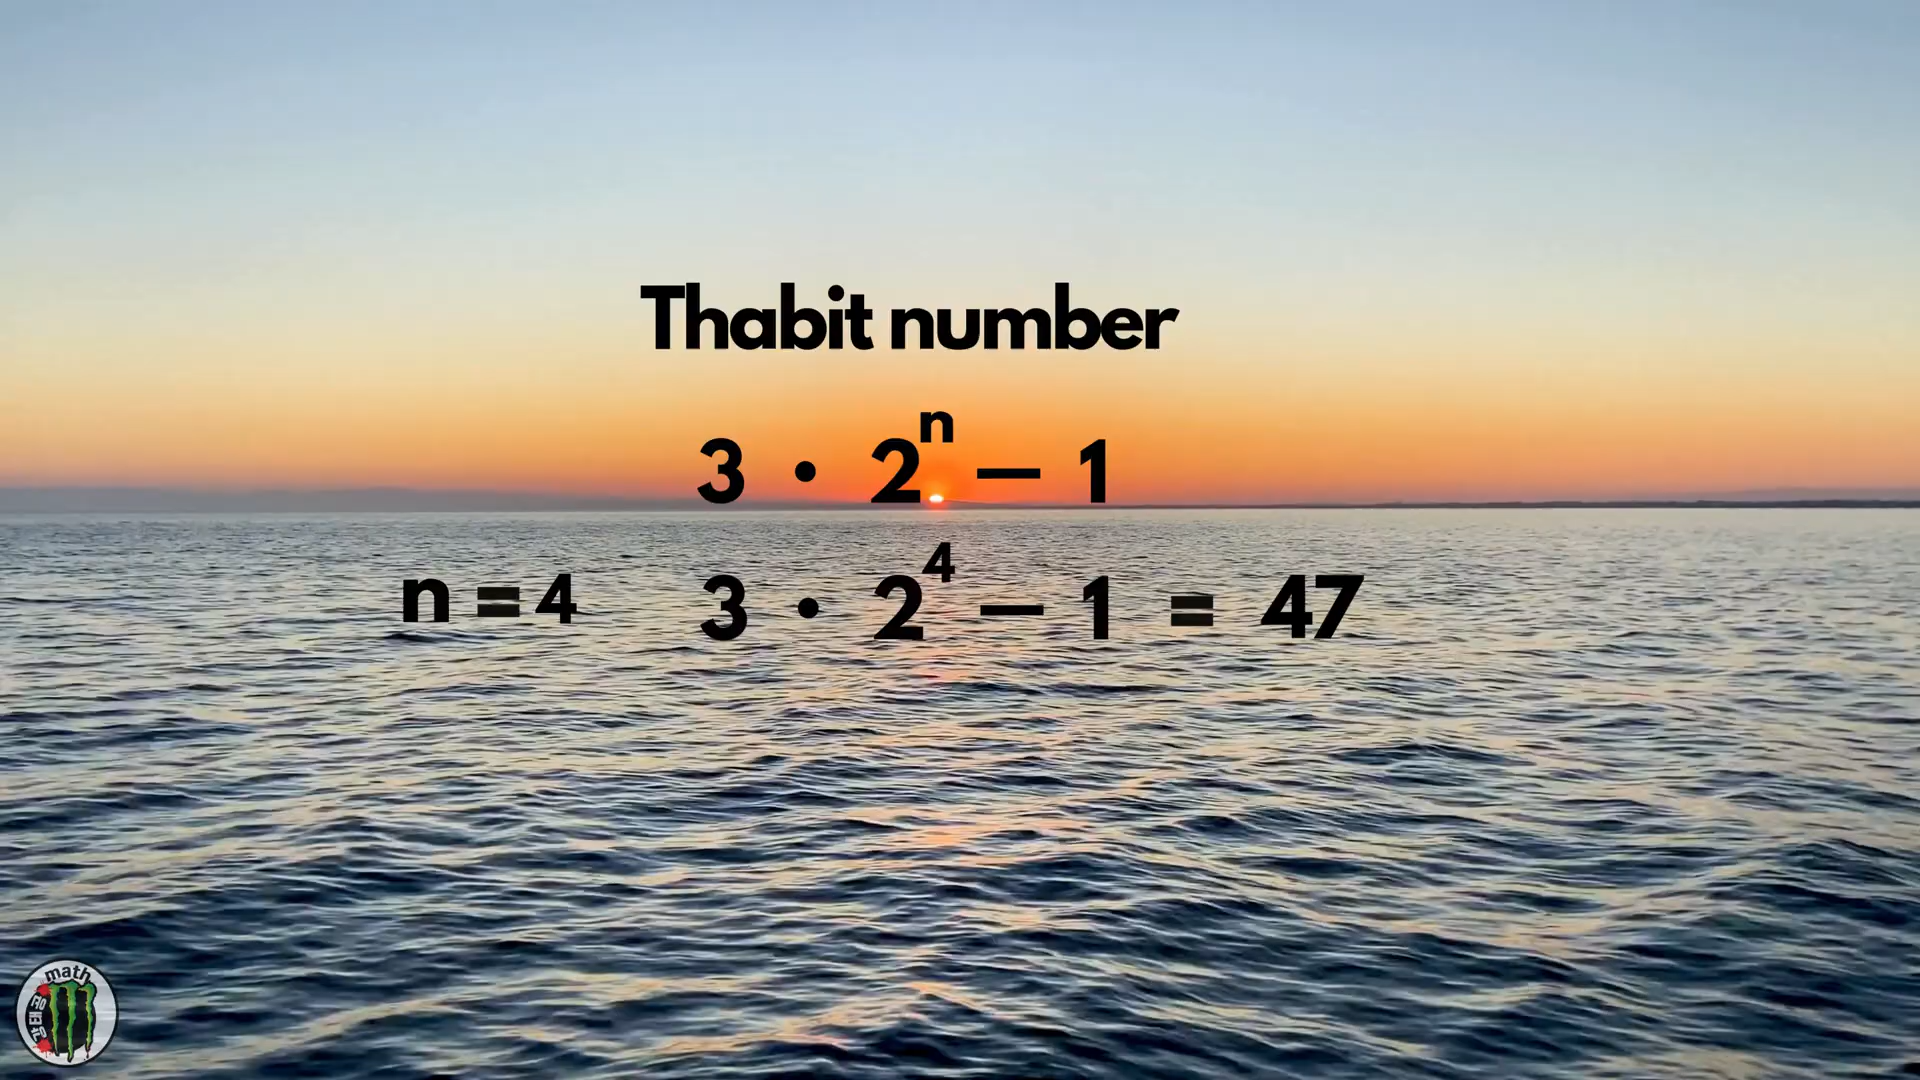 Thabit number
3 · 2ⁿ − 1
n = 4 3 · 2⁴ − 1 = 47
math